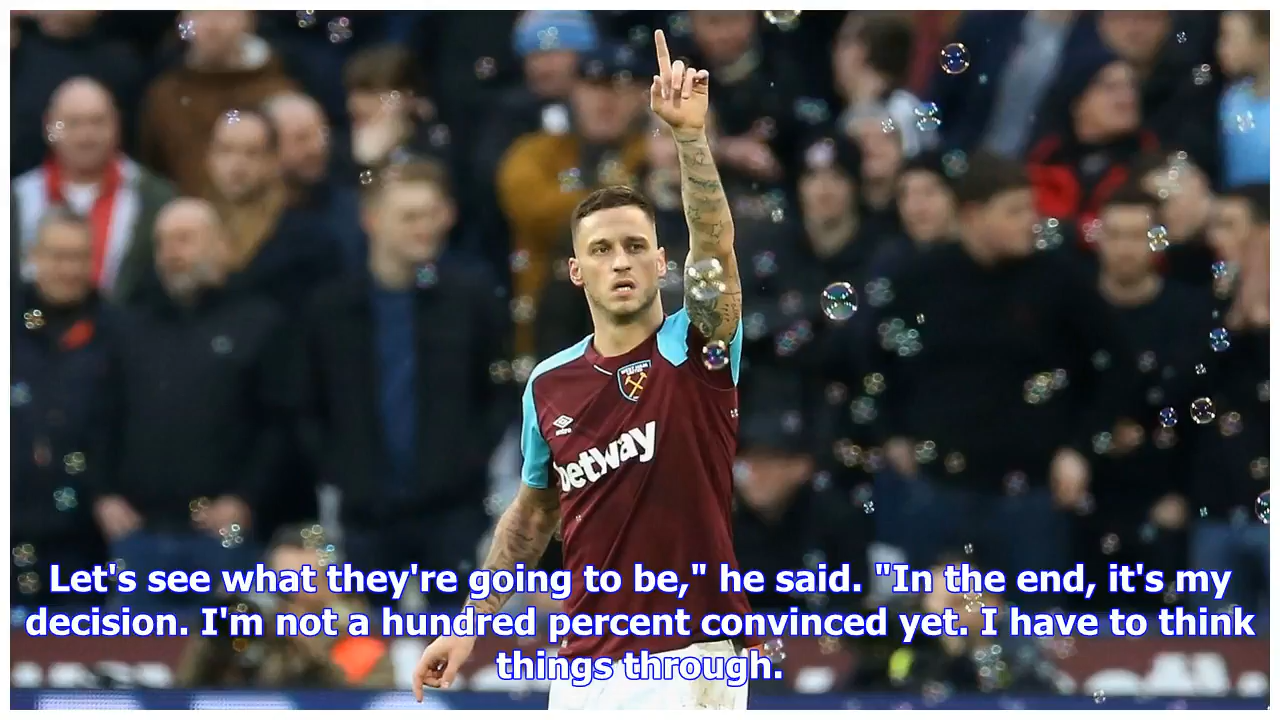 betway
umbro
Let's see what they're going to be," he said. "In the end, it's my
decision. I'm not a hundred percent convinced yet. I have to think
things through.